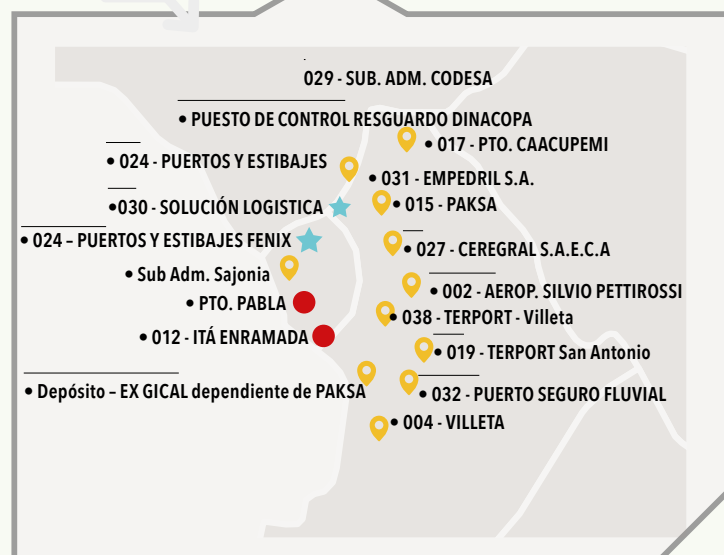 029 - SUB. ADM. CODESA
• PUESTO DE CONTROL RESGUARDO DINACOPA
• 017 - PTO. CAACUPEMI
• 024 - PUERTOS Y ESTIBAJES
• 031 - EMPEDRIL S.A.
•030 - SOLUCIÓN LOGISTICA
• 015 - PAKSA
• 024 – PUERTOS Y ESTIBAJES FENIX
• 027 - CEREGRAL S.A.E.C.A
• Sub Adm. Sajonia
• 002 - AEROP. SILVIO PETTIROSSI
• PTO. PABLA
• 038 - TERPORT - Villeta
• 012 - ITÁ ENRAMADA
• 019 - TERPORT San Antonio
• Depósito – EX GICAL dependiente de PAKSA
• 032 - PUERTO SEGURO FLUVIAL
• 004 - VILLETA